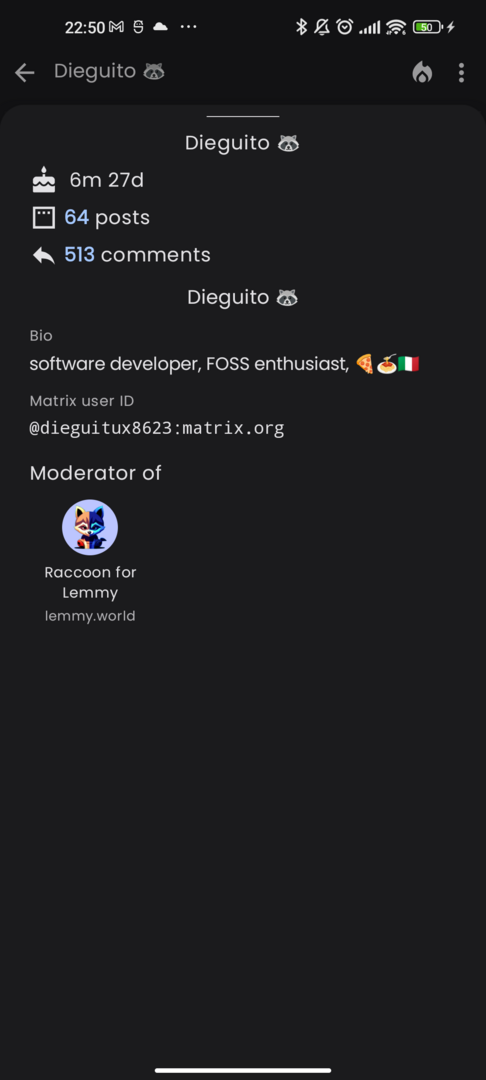 22:50
50
Dieguito 🦝
Dieguito 🦝
6m 27d
64 posts
513 comments
Dieguito 🦝
Bio
software developer, FOSS enthusiast, 🍕🍝🇮🇹
Matrix user ID
@dieguitux8623:matrix.org
Moderator of
Raccoon for
Lemmy
lemmy.world